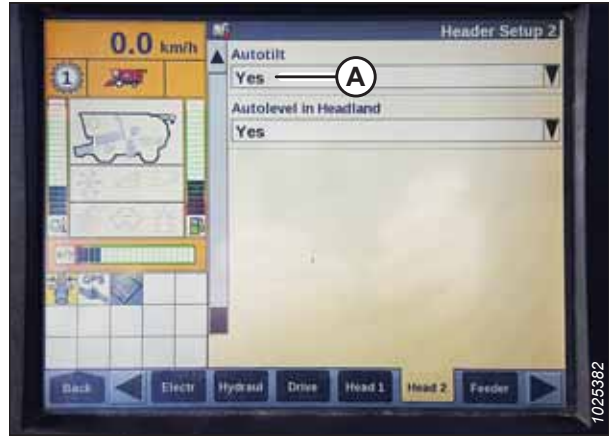 Header Setup 2
0.0 km/h
Autotilt
Yes
A
1
Autolevel in Headland
Yes
Back
Electr
Hydraul
Drive
Head 1
Head 2
Feeder
1025382